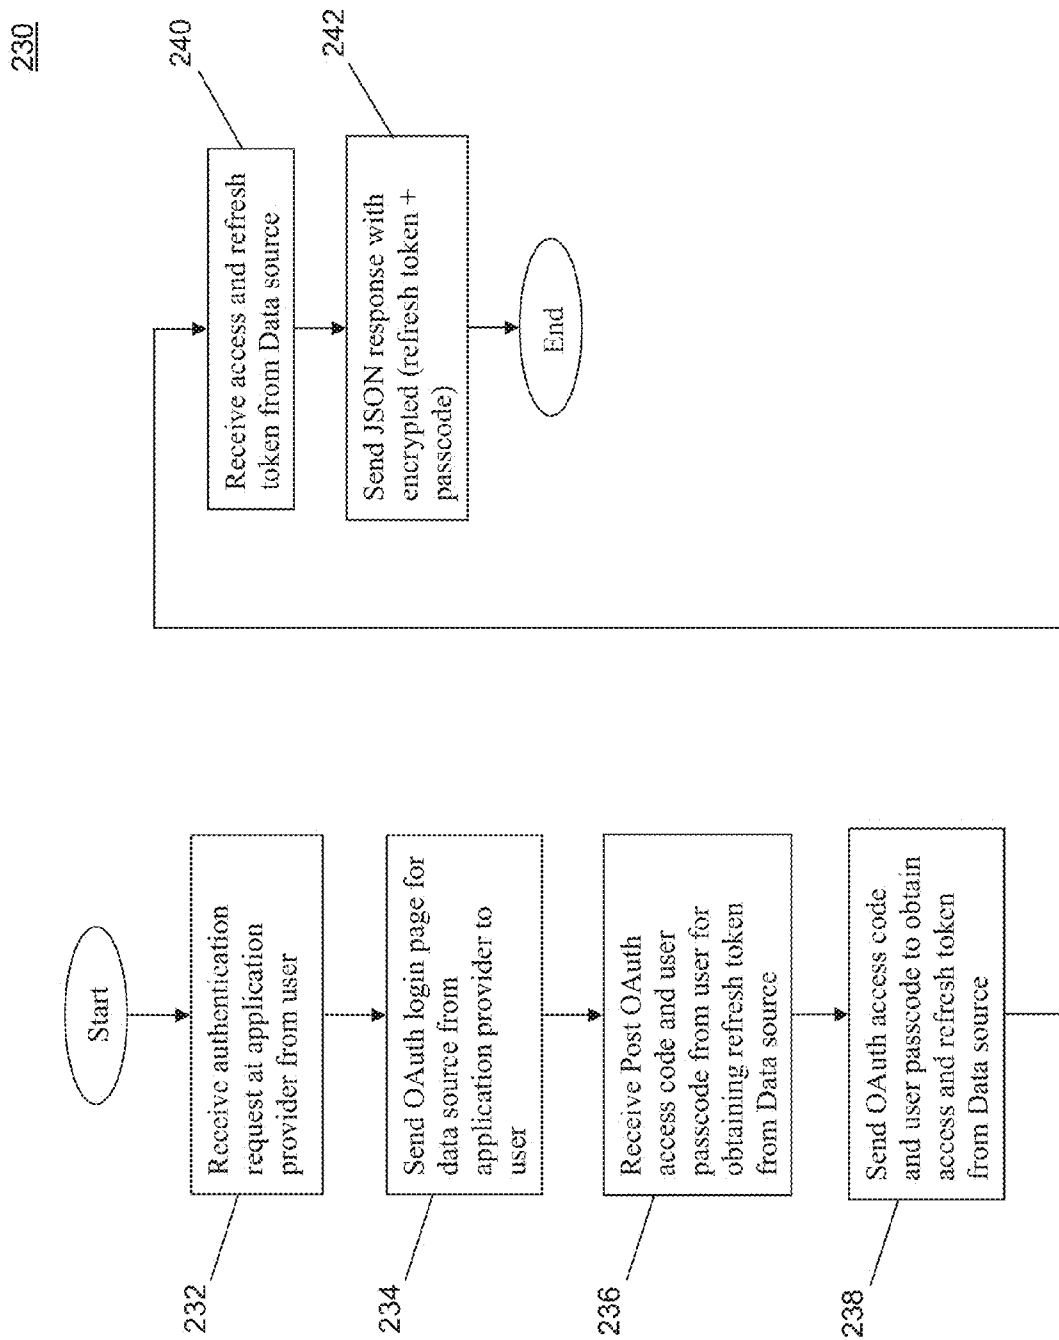 230
Start
232
Receive authentication
request at application
provider from user
234
Send OAuth login page for
data source from
application provider to
user
236
Receive Post OAuth
access code and user
passcode from user for
obtaining refresh token
from Data source
238
Send OAuth access code
and user passcode to obtain
access and refresh token
from Data source
240
Receive access and refresh
token from Data source
242
Send JSON response with
encrypted (refresh token +
passcode)
End